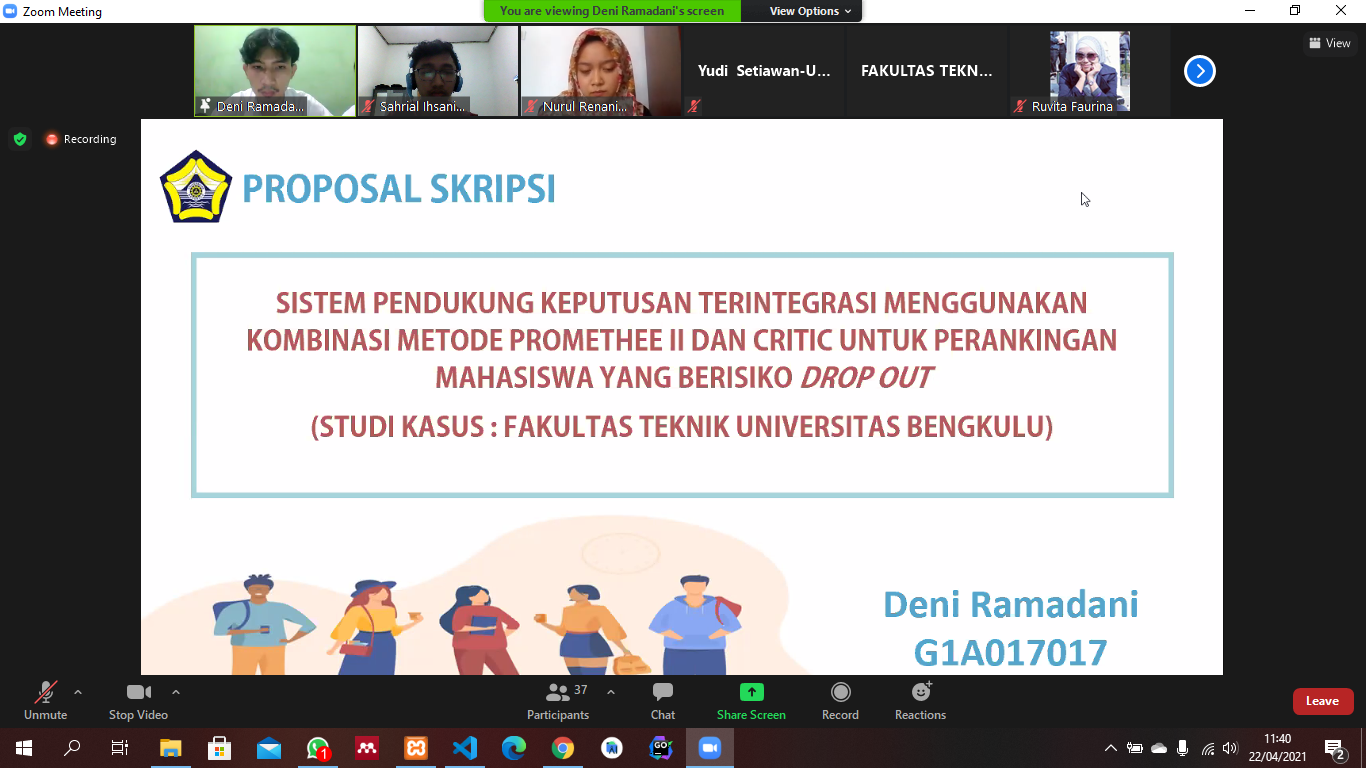 Zoom Meeting
You are viewing Deni Ramadani's screen
View Options
View
Deni Ramada...
Sahrial Ihsani...
Nurul Renani...
Yudi Setiawan-U...
FAKULTAS TEKN...
Ruvita Faurina
Recording
PROPOSAL SKRIPSI
SISTEM PENDUKUNG KEPUTUSAN TERINTEGRASI MENGGUNAKAN
KOMBINASI METODE PROMETHEE II DAN CRITIC UNTUK PERANKINGAN
MAHASISWA YANG BERISIKO DROP OUT
(STUDI KASUS : FAKULTAS TEKNIK UNIVERSITAS BENGKULU)
Deni Ramadani
G1A017017
Unmute
Stop Video
Participants
37
Chat
Share Screen
Record
Reactions
Leave
1
GO
11:40
22/04/2021
2